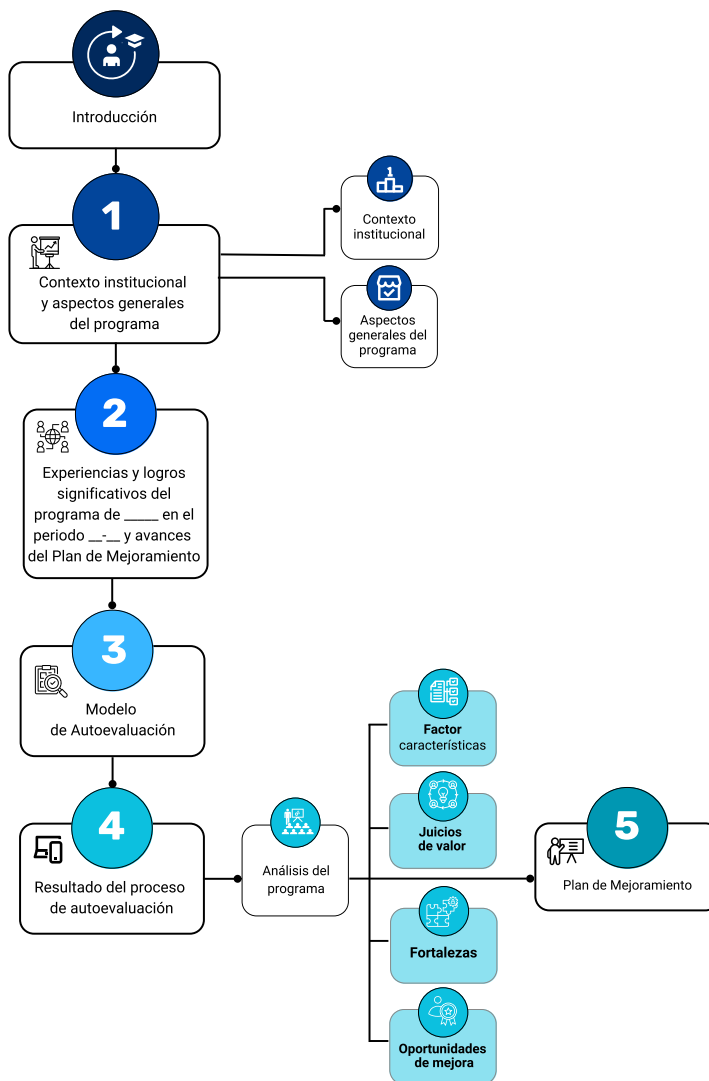 Introducción
1
Contexto institucional
y aspectos generales
del programa
1
Contexto
institucional
Aspectos
generales del
programa
2
Experiencias y logros
significativos del
programa de _____ en el
periodo __-__ y avances
del Plan de Mejoramiento
3
Modelo
de Autoevaluación
4
Resultado del proceso
de autoevaluación
Análisis del
programa
Factor
características
Juicios
de valor
Fortalezas
Oportunidades
de mejora
5
Plan de Mejoramiento